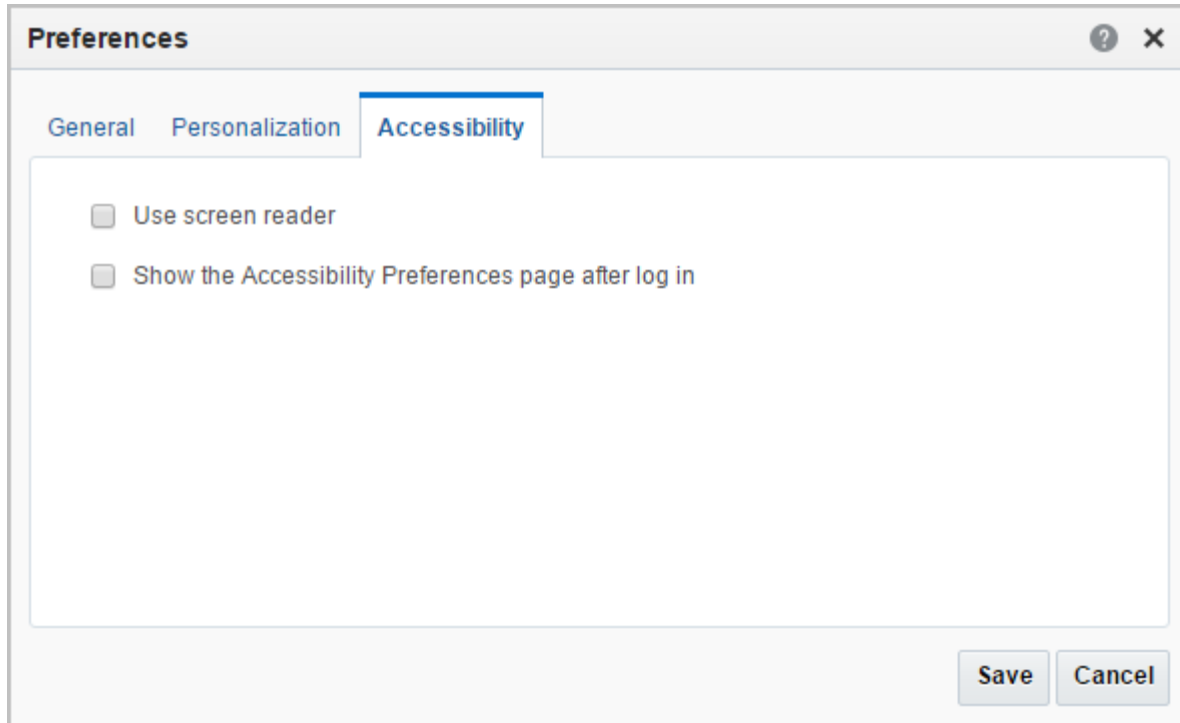 Preferences
General Personalization Accessibility
Use screen reader
Show the Accessibility Preferences page after log in
Save Cancel